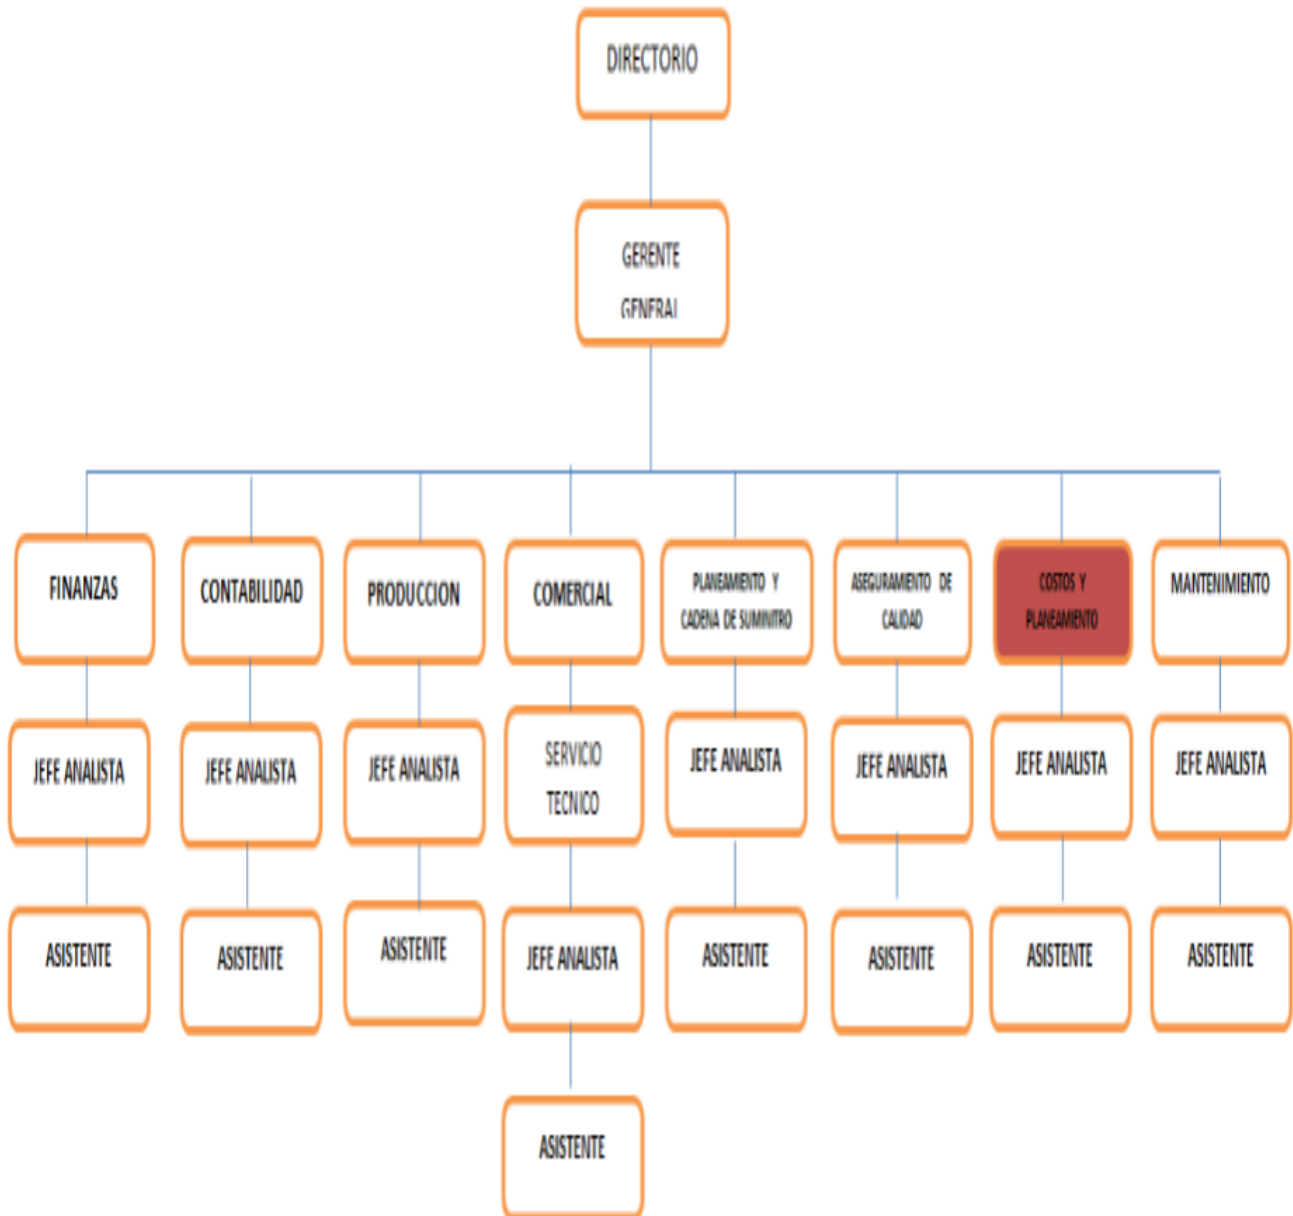 DIRECTORIO
GERENTE
GENERAL
FINANZAS
CONTABILIDAD
PRODUCCION
COMERCIAL
PLANEAMIENTO Y
CADENA DE SUMINITRO
ASEGURAMIENTO DE
CALIDAD
COSTOS Y
PLANEAMIENTO
MANTENIMIENTO
JEFE ANALISTA
JEFE ANALISTA
JEFE ANALISTA
SERVICIO
TECNICO
JEFE ANALISTA
JEFE ANALISTA
JEFE ANALISTA
JEFE ANALISTA
ASISTENTE
ASISTENTE
ASISTENTE
JEFE ANALISTA
ASISTENTE
ASISTENTE
ASISTENTE
ASISTENTE
ASISTENTE